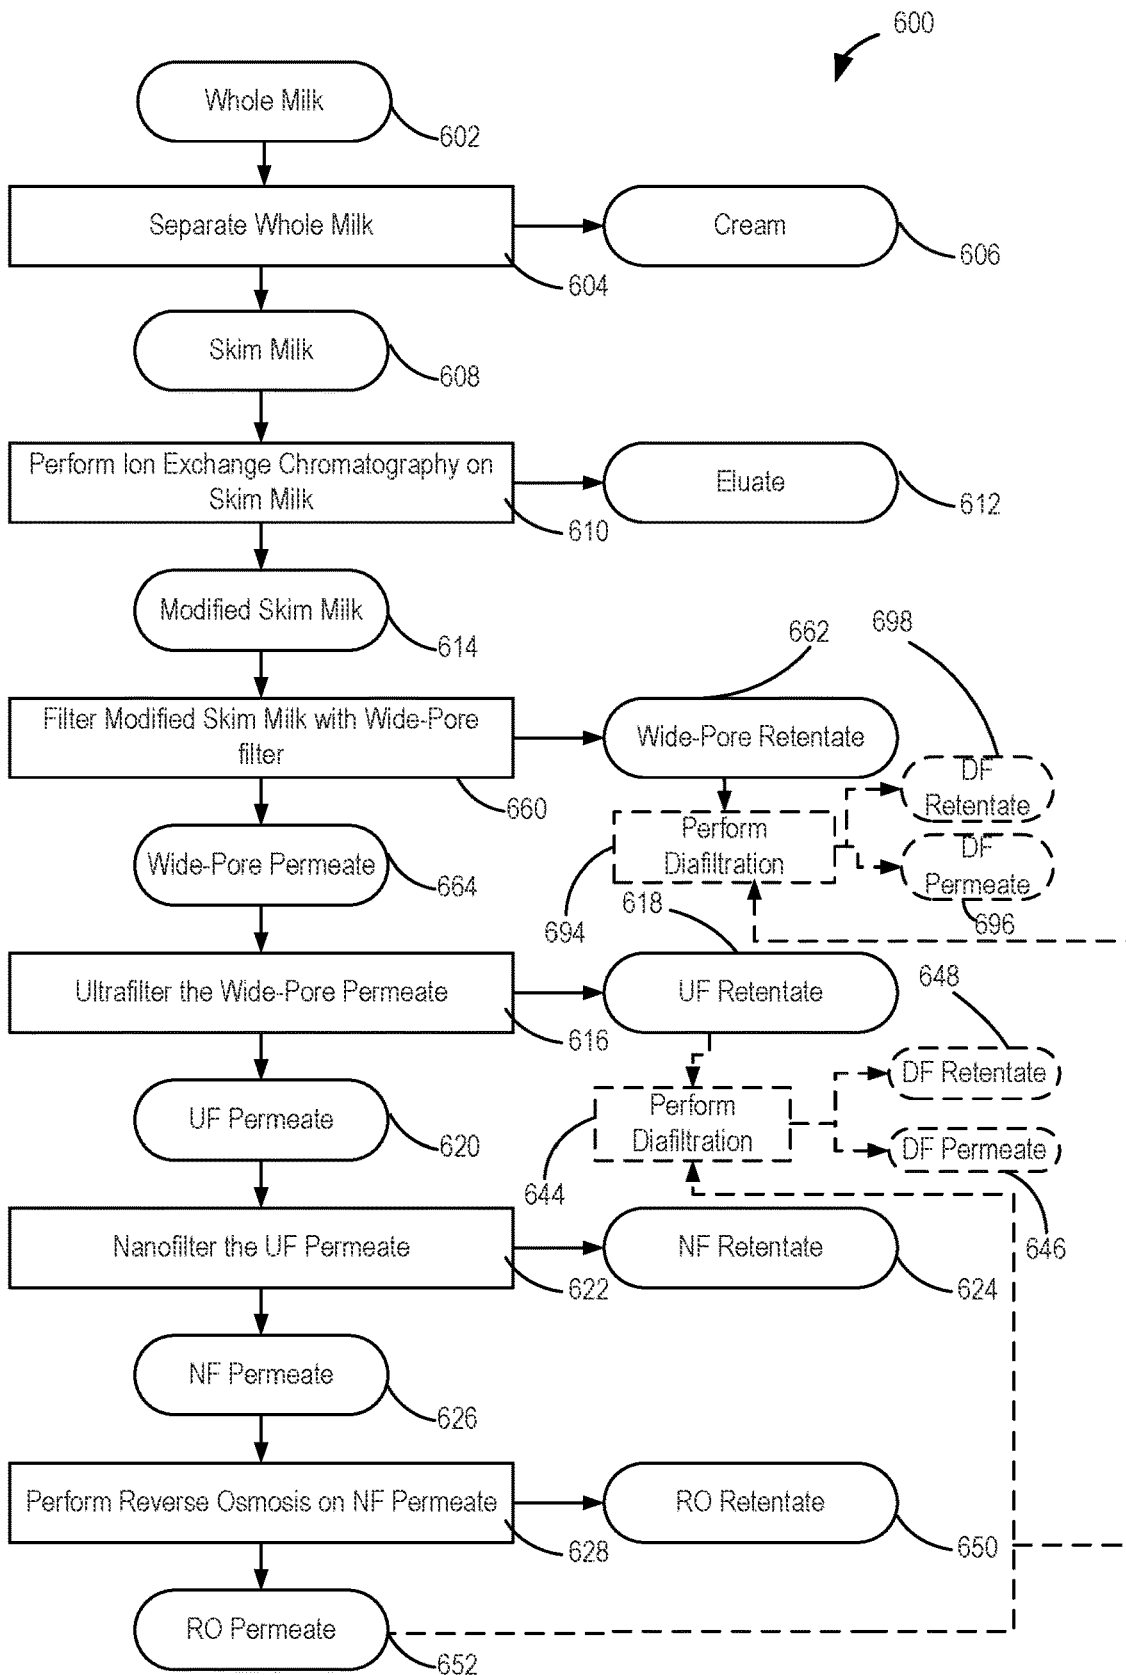 600
Whole Milk
602
Separate Whole Milk
604
Cream
606
Skim Milk
608
Perform Ion Exchange Chromatography on
Skim Milk
610
Eluate
612
Modified Skim Milk
614
Filter Modified Skim Milk with Wide-Pore
filter
660
662
Wide-Pore Retentate
698
DF
Retentate
Perform
Diafiltration
694
DF
Permeate
696
Wide-Pore Permeate
664
618
Ultrafilter the Wide-Pore Permeate
616
UF Retentate
648
DF Retentate
Perform
Diafiltration
644
DF Permeate
646
UF Permeate
620
Nanofilter the UF Permeate
622
NF Retentate
624
NF Permeate
626
Perform Reverse Osmosis on NF Permeate
628
RO Retentate
650
RO Permeate
652